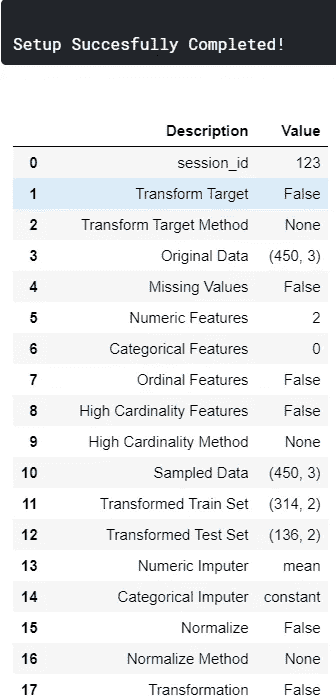 Setup Succesfully Completed!
Description Value
0 session_id 123
1 Transform Target False
2 Transform Target Method None
3 Original Data (450, 3)
4 Missing Values False
5 Numeric Features 2
6 Categorical Features 0
7 Ordinal Features False
8 High Cardinality Features False
9 High Cardinality Method None
10 Sampled Data (450, 3)
11 Transformed Train Set (314, 2)
12 Transformed Test Set (136, 2)
13 Numeric Imputer mean
14 Categorical Imputer constant
15 Normalize False
16 Normalize Method None
17 Transformation False